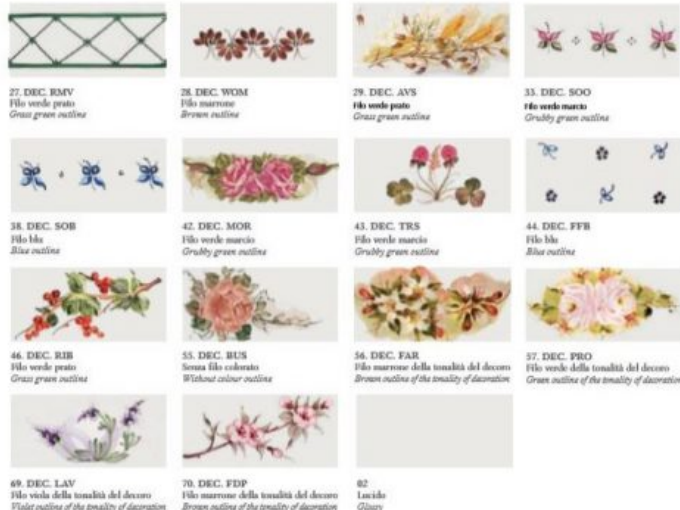 27. DEC. RMV
Filo verde prato
Grass green outline
28. DEC. WOM
Filo marrone
Brown outline
29. DEC. AVS
Filo verde prato
Grass green outline
33. DEC. SOO
Filo verde marcio
Grubby green outline
38. DEC. SOB
Filo blu
Blue outline
42. DEC. MOR
Filo verde marcio
Grubby green outline
43. DEC. TRS
Filo verde marcio
Grubby green outline
44. DEC. FFB
Filo blu
Blue outline
46. DEC. RIB
Filo verde prato
Grass green outline
55. DEC. BUS
Senza filo colorato
Without colour outline
56. DEC. FAR
Filo marrone della tonalità del decoro
Brown outline of the tonality of decoration
57. DEC. PRO
Filo verde della tonalità del decoro
Green outline of the tonality of decoration
69. DEC. LAV
Filo viola della tonalità del decoro
Violet outline of the tonality of decoration
70. DEC. FDP
Filo marrone della tonalità del decoro
Brown outline of the tonality of decoration
02
Lucido
Glossy